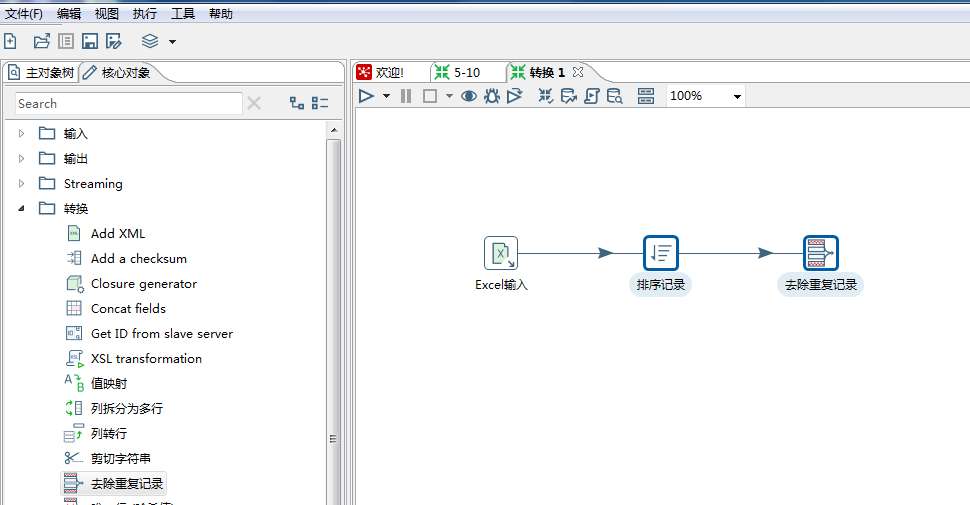 文件(F) 编辑 视图 执行 工具 帮助
主对象树 核心对象
Search
输入
输出
Streaming
转换
Add XML
Add a checksum
Closure generator
Concat fields
Get ID from slave server
XSL transformation
值映射
列拆分为多行
列转行
剪切字符串
去除重复记录
欢迎! 5-10 转换 1
100%
Excel输入 排序记录 去除重复记录